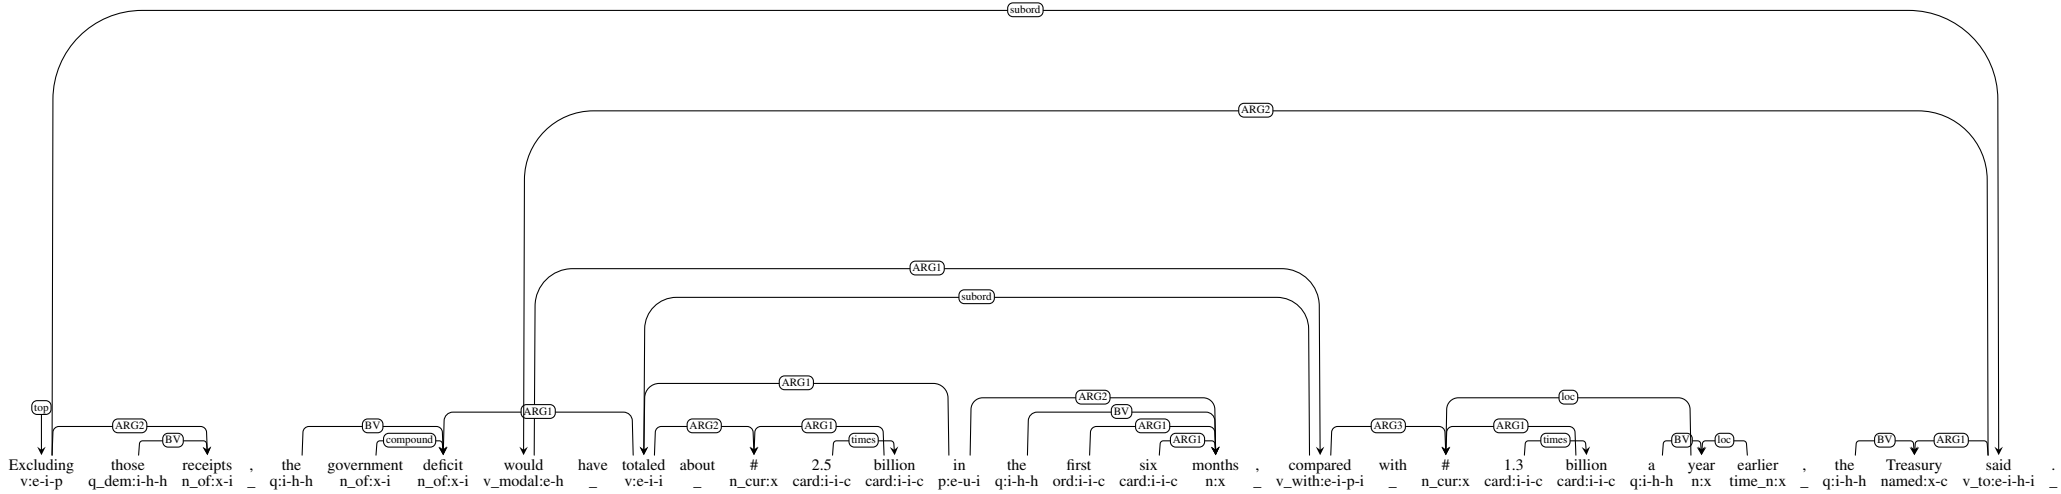 subord
ARG2
ARG1
subord
ARG1
ARG2 loc
top ARG1 BV
ARG2 BV ARG2 ARG1 ARG1 ARG3 ARG1
BV compound times ARG1 times BV loc BV ARG1
Excluding those receipts , the government deficit would have totaled about # 2.5 billion in the first six months , compared with # 1.3 billion a year earlier , the Treasury said .
v:e-i-p q_dem:i-h-h n_of:x-i _ q:i-h-h n_of:x-i n_of:x-i v_modal:e-h _ v:e-i-i _ n_cur:x card:i-i-c card:i-i-c p:e-u-i q:i-h-h ord:i-i-c card:i-i-c n:x _ v_with:e-i-p-i _ n_cur:x card:i-i-c card:i-i-c q:i-h-h n:x time_n:x _ q:i-h-h named:x-c v_to:e-i-h-i _